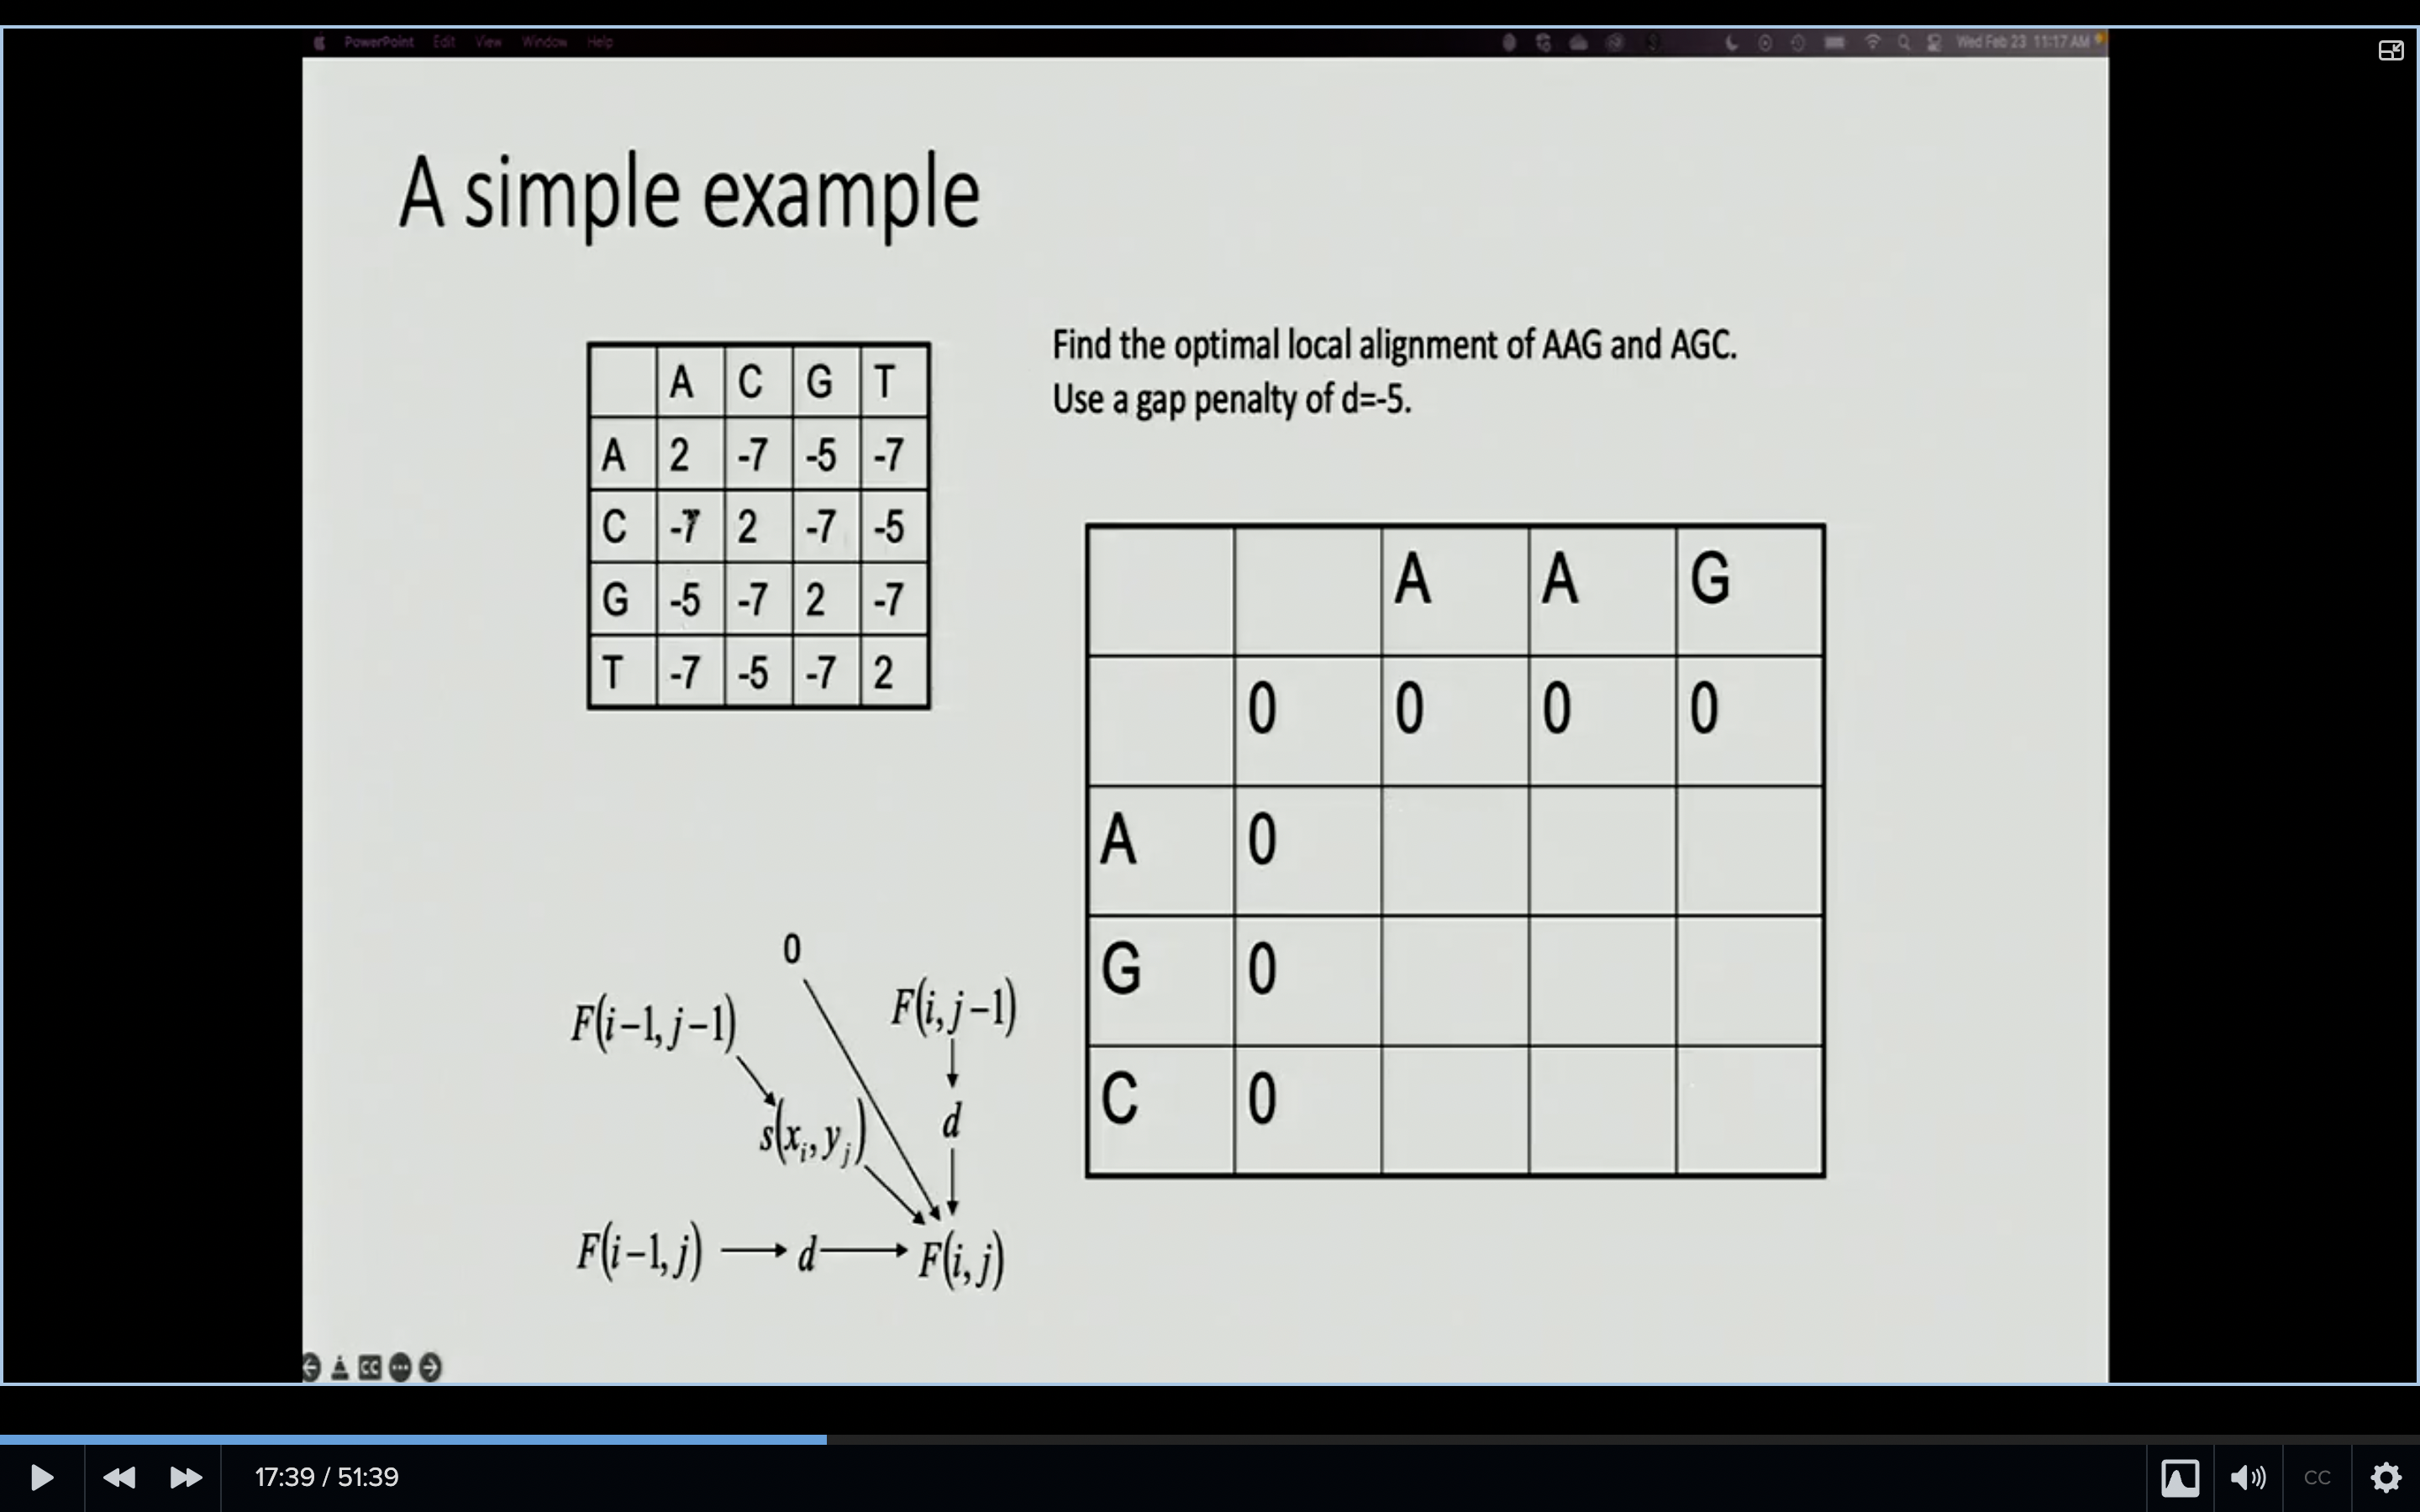 PowerPoint Edit View Window Help Wed Feb 23 11:17 AM
A simple example
Find the optimal local alignment of AAG and AGC.
Use a gap penalty of d=-5.
A C G T
A 2 -7 -5 -7
C -7 2 -7 -5
G -5 -7 2 -7
T -7 -5 -7 2
A A G
0 0 0 0
A 0
G 0
C 0
0
F(i−1, j−1) F(i, j−1)
s(xᵢ, yⱼ) d
F(i−1, j) d F(i, j)
CC
17:39 / 51:39 CC